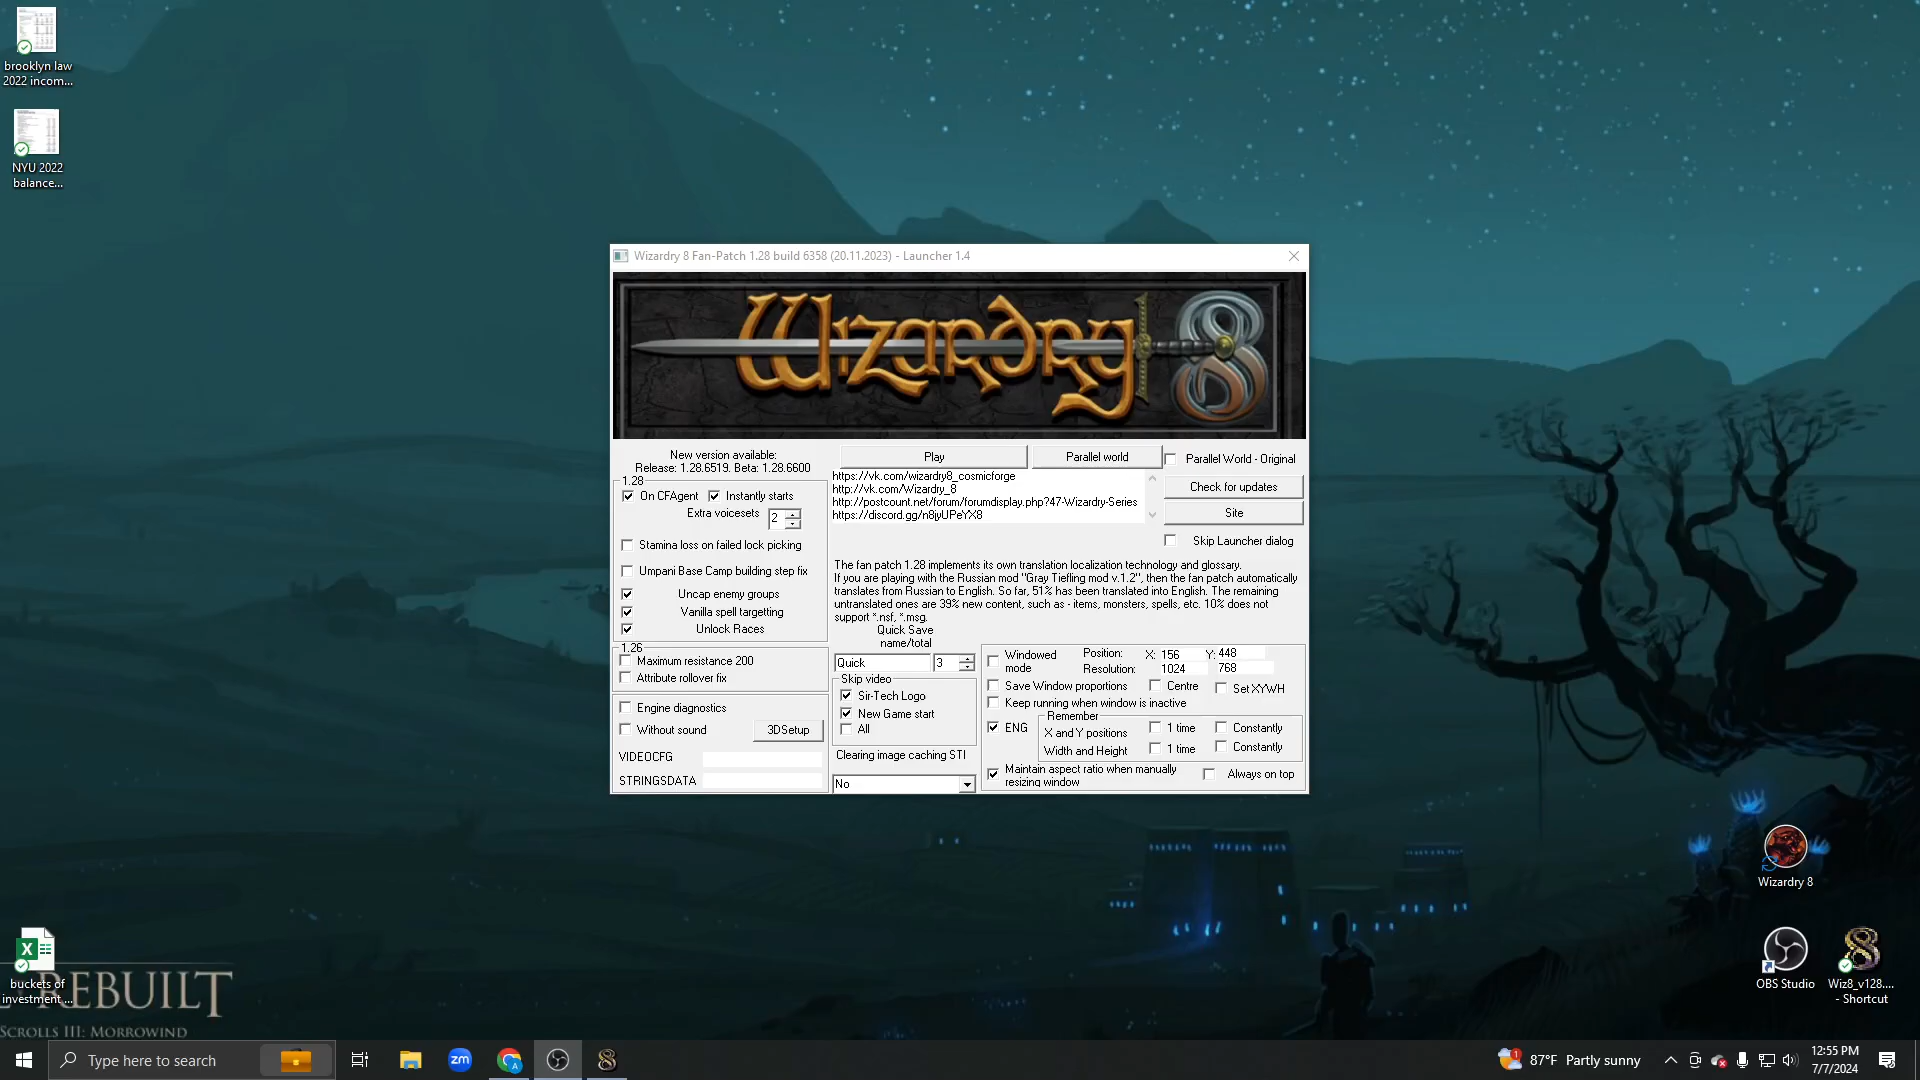 brooklyn law
2022 incom...
NYU 2022
balance...
Wizardry 8 Fan-Patch 1.28 build 6358 (20.11.2023) - Launcher 1.4
Wizardry 8
New version available:
Release: 1.28.6519. Beta: 1.28.6600
Play
Parallel world
Parallel World - Original
https://vk.com/wizardry8_cosmicforge
http://vk.com/Wizardry_8
http://postcount.net/forum/forumdisplay.php?47-Wizardry-Series
https://discord.gg/n8jyUPeYX8
Check for updates
Site
Skip Launcher dialog
1.28
On CFAgent
Instantly starts
Extra voicesets
2
Stamina loss on failed lock picking
Umpani Base Camp building step fix
Uncap enemy groups
Vanilla spell targetting
Unlock Races
The fan patch 1.28 implements its own translation localization technology and glossary.
If you are playing with the Russian mod "Gray Tiefling mod v.1.2", then the fan patch automatically
translates from Russian to English. So far, 51% has been translated into English. The remaining
untranslated ones are 39% new content, such as - items, monsters, spells, etc. 10% does not
support *.nsf, *.msg.
1.26
Maximum resistance 200
Attribute rollover fix
Engine diagnostics
Without sound
3DSetup
VIDEOCFG
STRINGSDATA
Quick Save
name/total
Quick
3
Skip video
Sir-Tech Logo
New Game start
All
Clearing image caching STI
No
Windowed
mode
Position:
X: 156
Y: 448
Resolution:
1024
768
Save Window proportions
Centre
Set XYWH
Keep running when window is inactive
ENG
Remember
X and Y positions
1 time
Constantly
Width and Height
1 time
Constantly
Maintain aspect ratio when manually
resizing window
Always on top
Wizardry 8
OBS Studio
Wiz8_v128....
- Shortcut
buckets of
investment ...
REBUILT
SCROLLS III: MORROWIND
Type here to search
zm
A
1
87°F Partly sunny
12:55 PM
7/7/2024